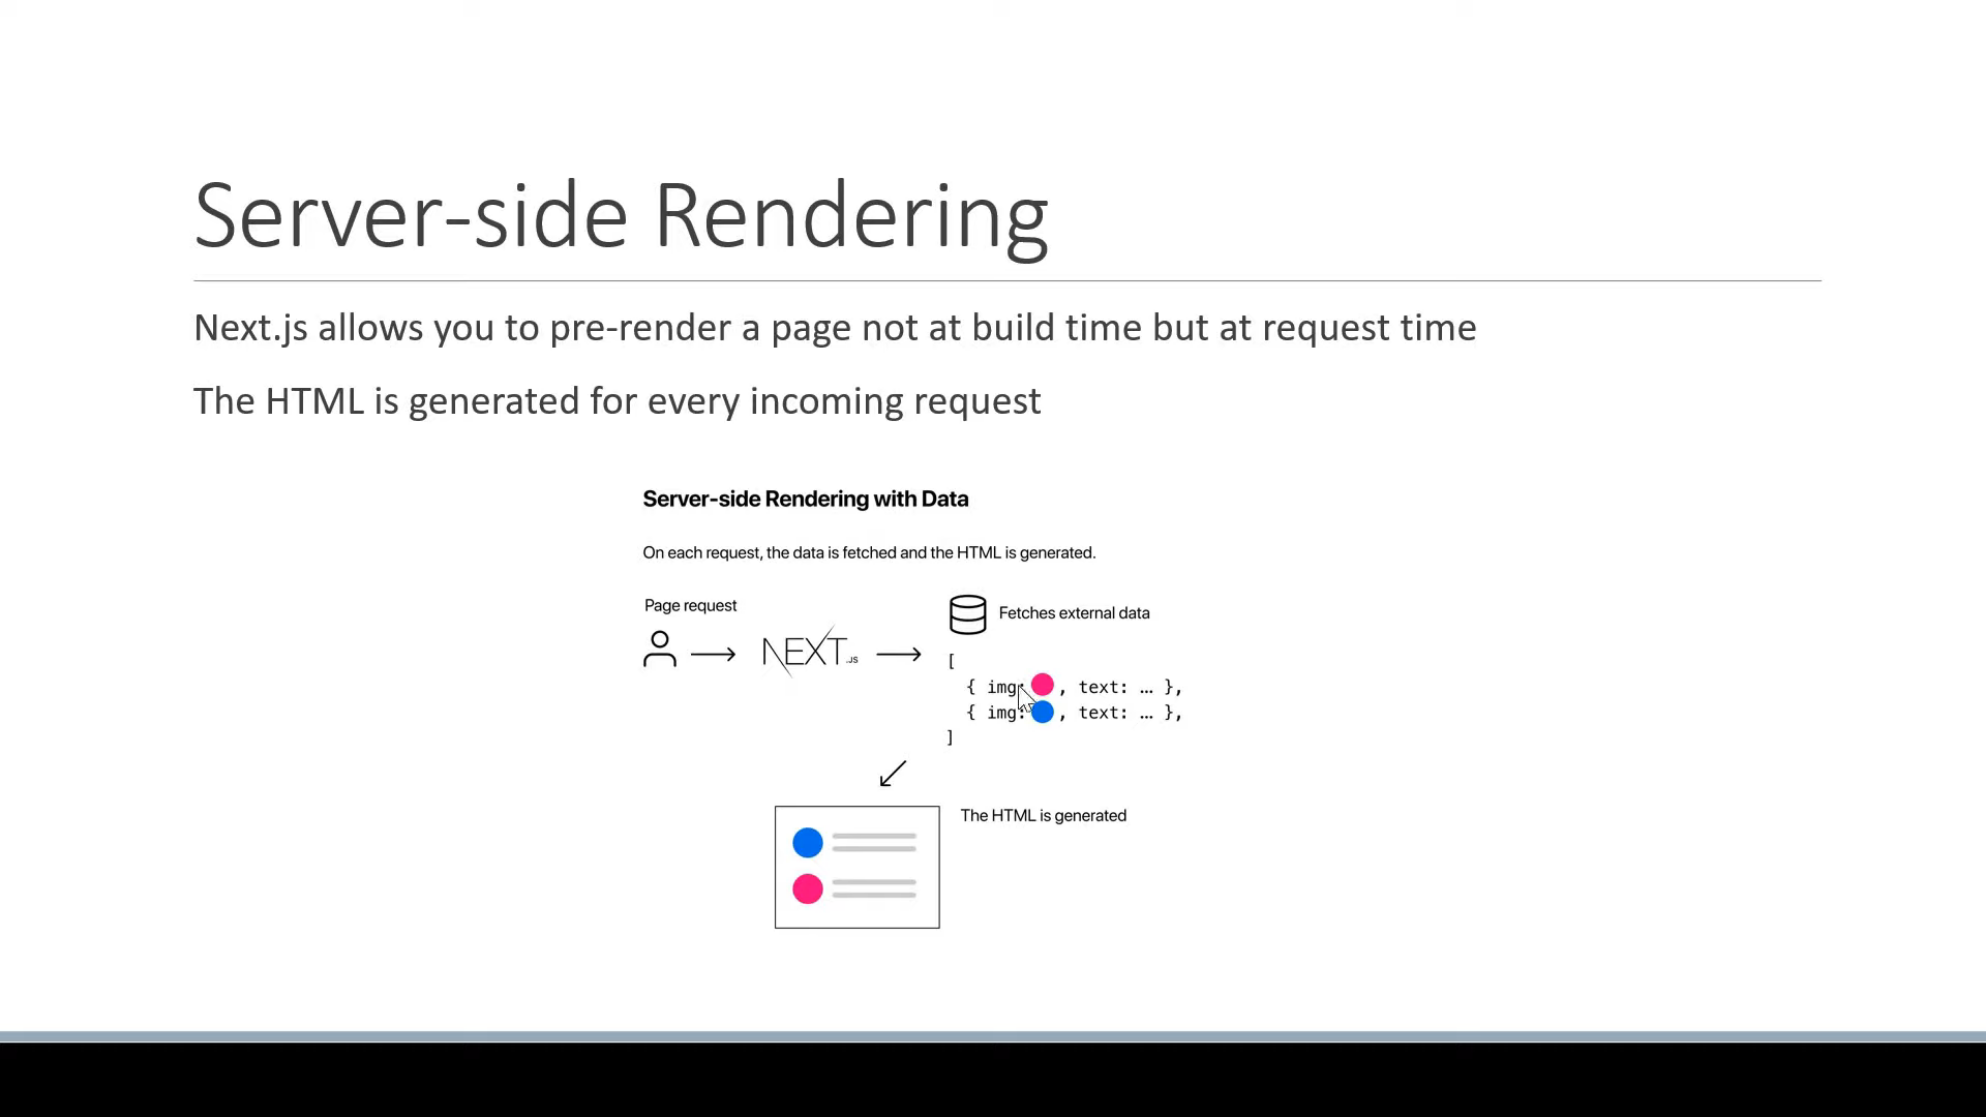 Server-side Rendering
Next.js allows you to pre-render a page not at build time but at request time
The HTML is generated for every incoming request
Server-side Rendering with Data
On each request, the data is fetched and the HTML is generated.
Page request
Fetches external data
NEXT.JS
[
{ img: , text: ... },
{ img: , text: ... },
]
The HTML is generated